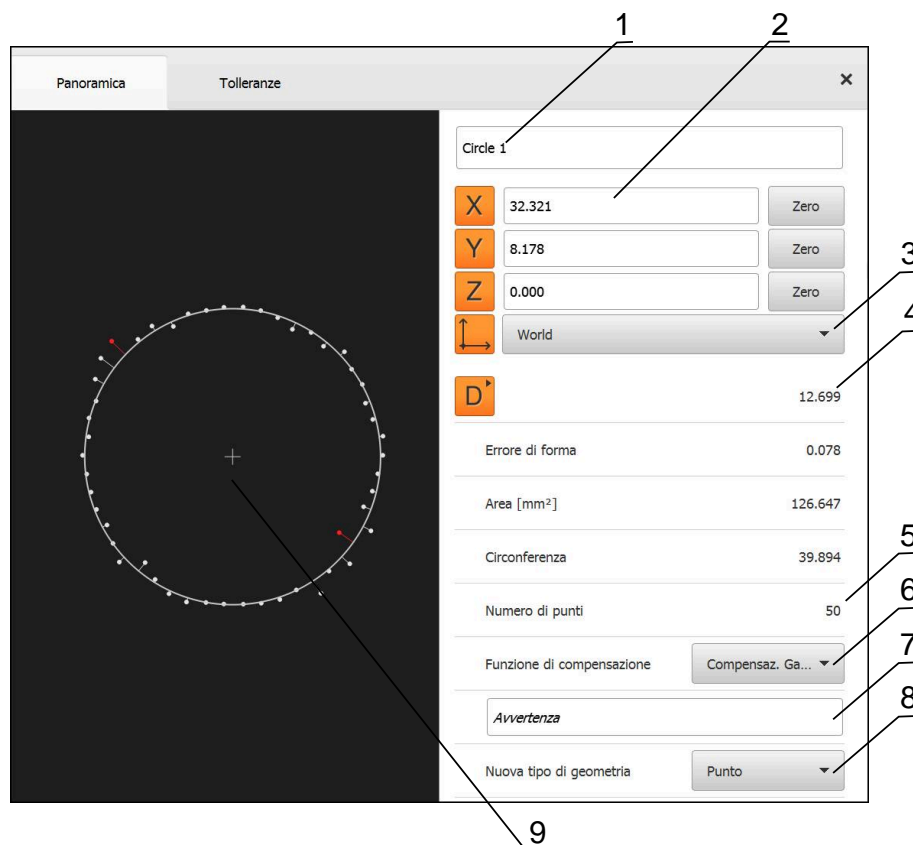 1 2
Panoramica Tolleranze ×
Circle 1
X 32.321 Zero
Y 8.178 Zero
3
Z 0.000 Zero
4
World
D 12.699
Errore di forma 0.078
Area [mm²] 126.647
5
Circonferenza 39.894
6
Numero di punti 50
7
Funzione di compensazione Compensaz. Ga...
8
Avvertenza
Nuova tipo di geometria Punto
9